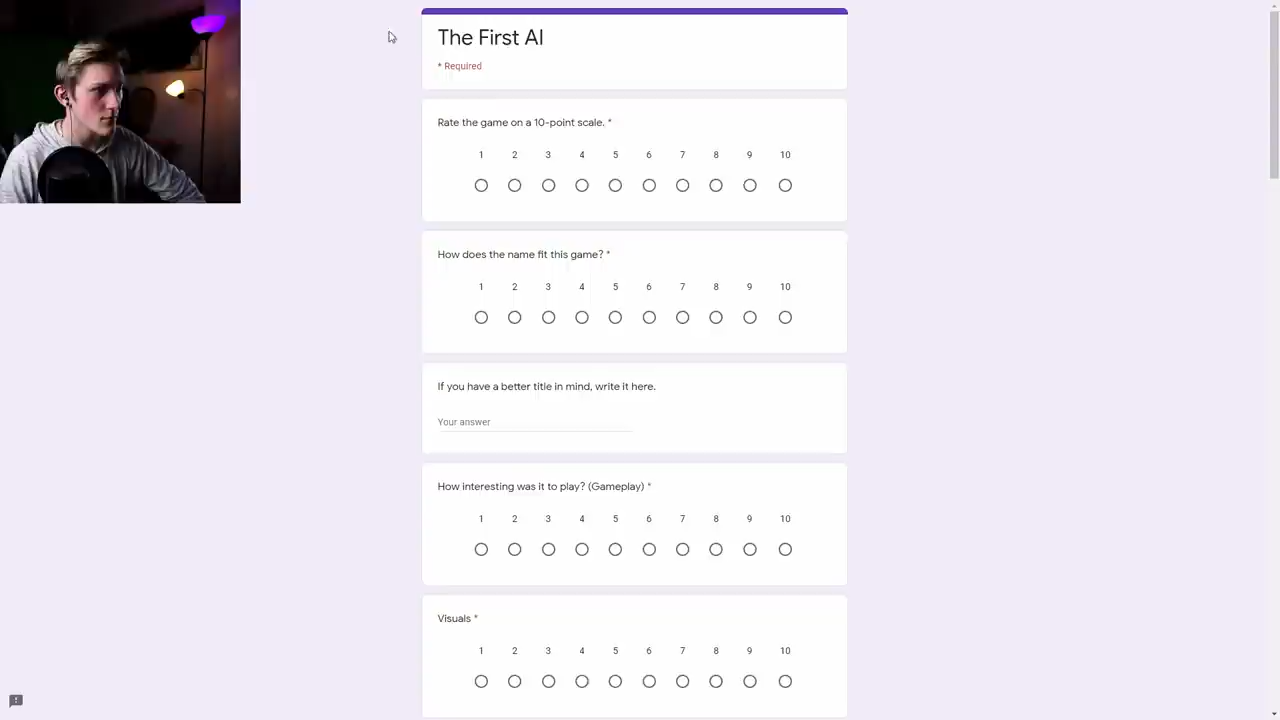 The First AI
* Required
Rate the game on a 10-point scale. *
1 2 3 4 5 6 7 8 9 10
How does the name fit this game? *
1 2 3 4 5 6 7 8 9 10
If you have a better title in mind, write it here.
Your answer
How interesting was it to play? (Gameplay) *
1 2 3 4 5 6 7 8 9 10
Visuals *
1 2 3 4 5 6 7 8 9 10